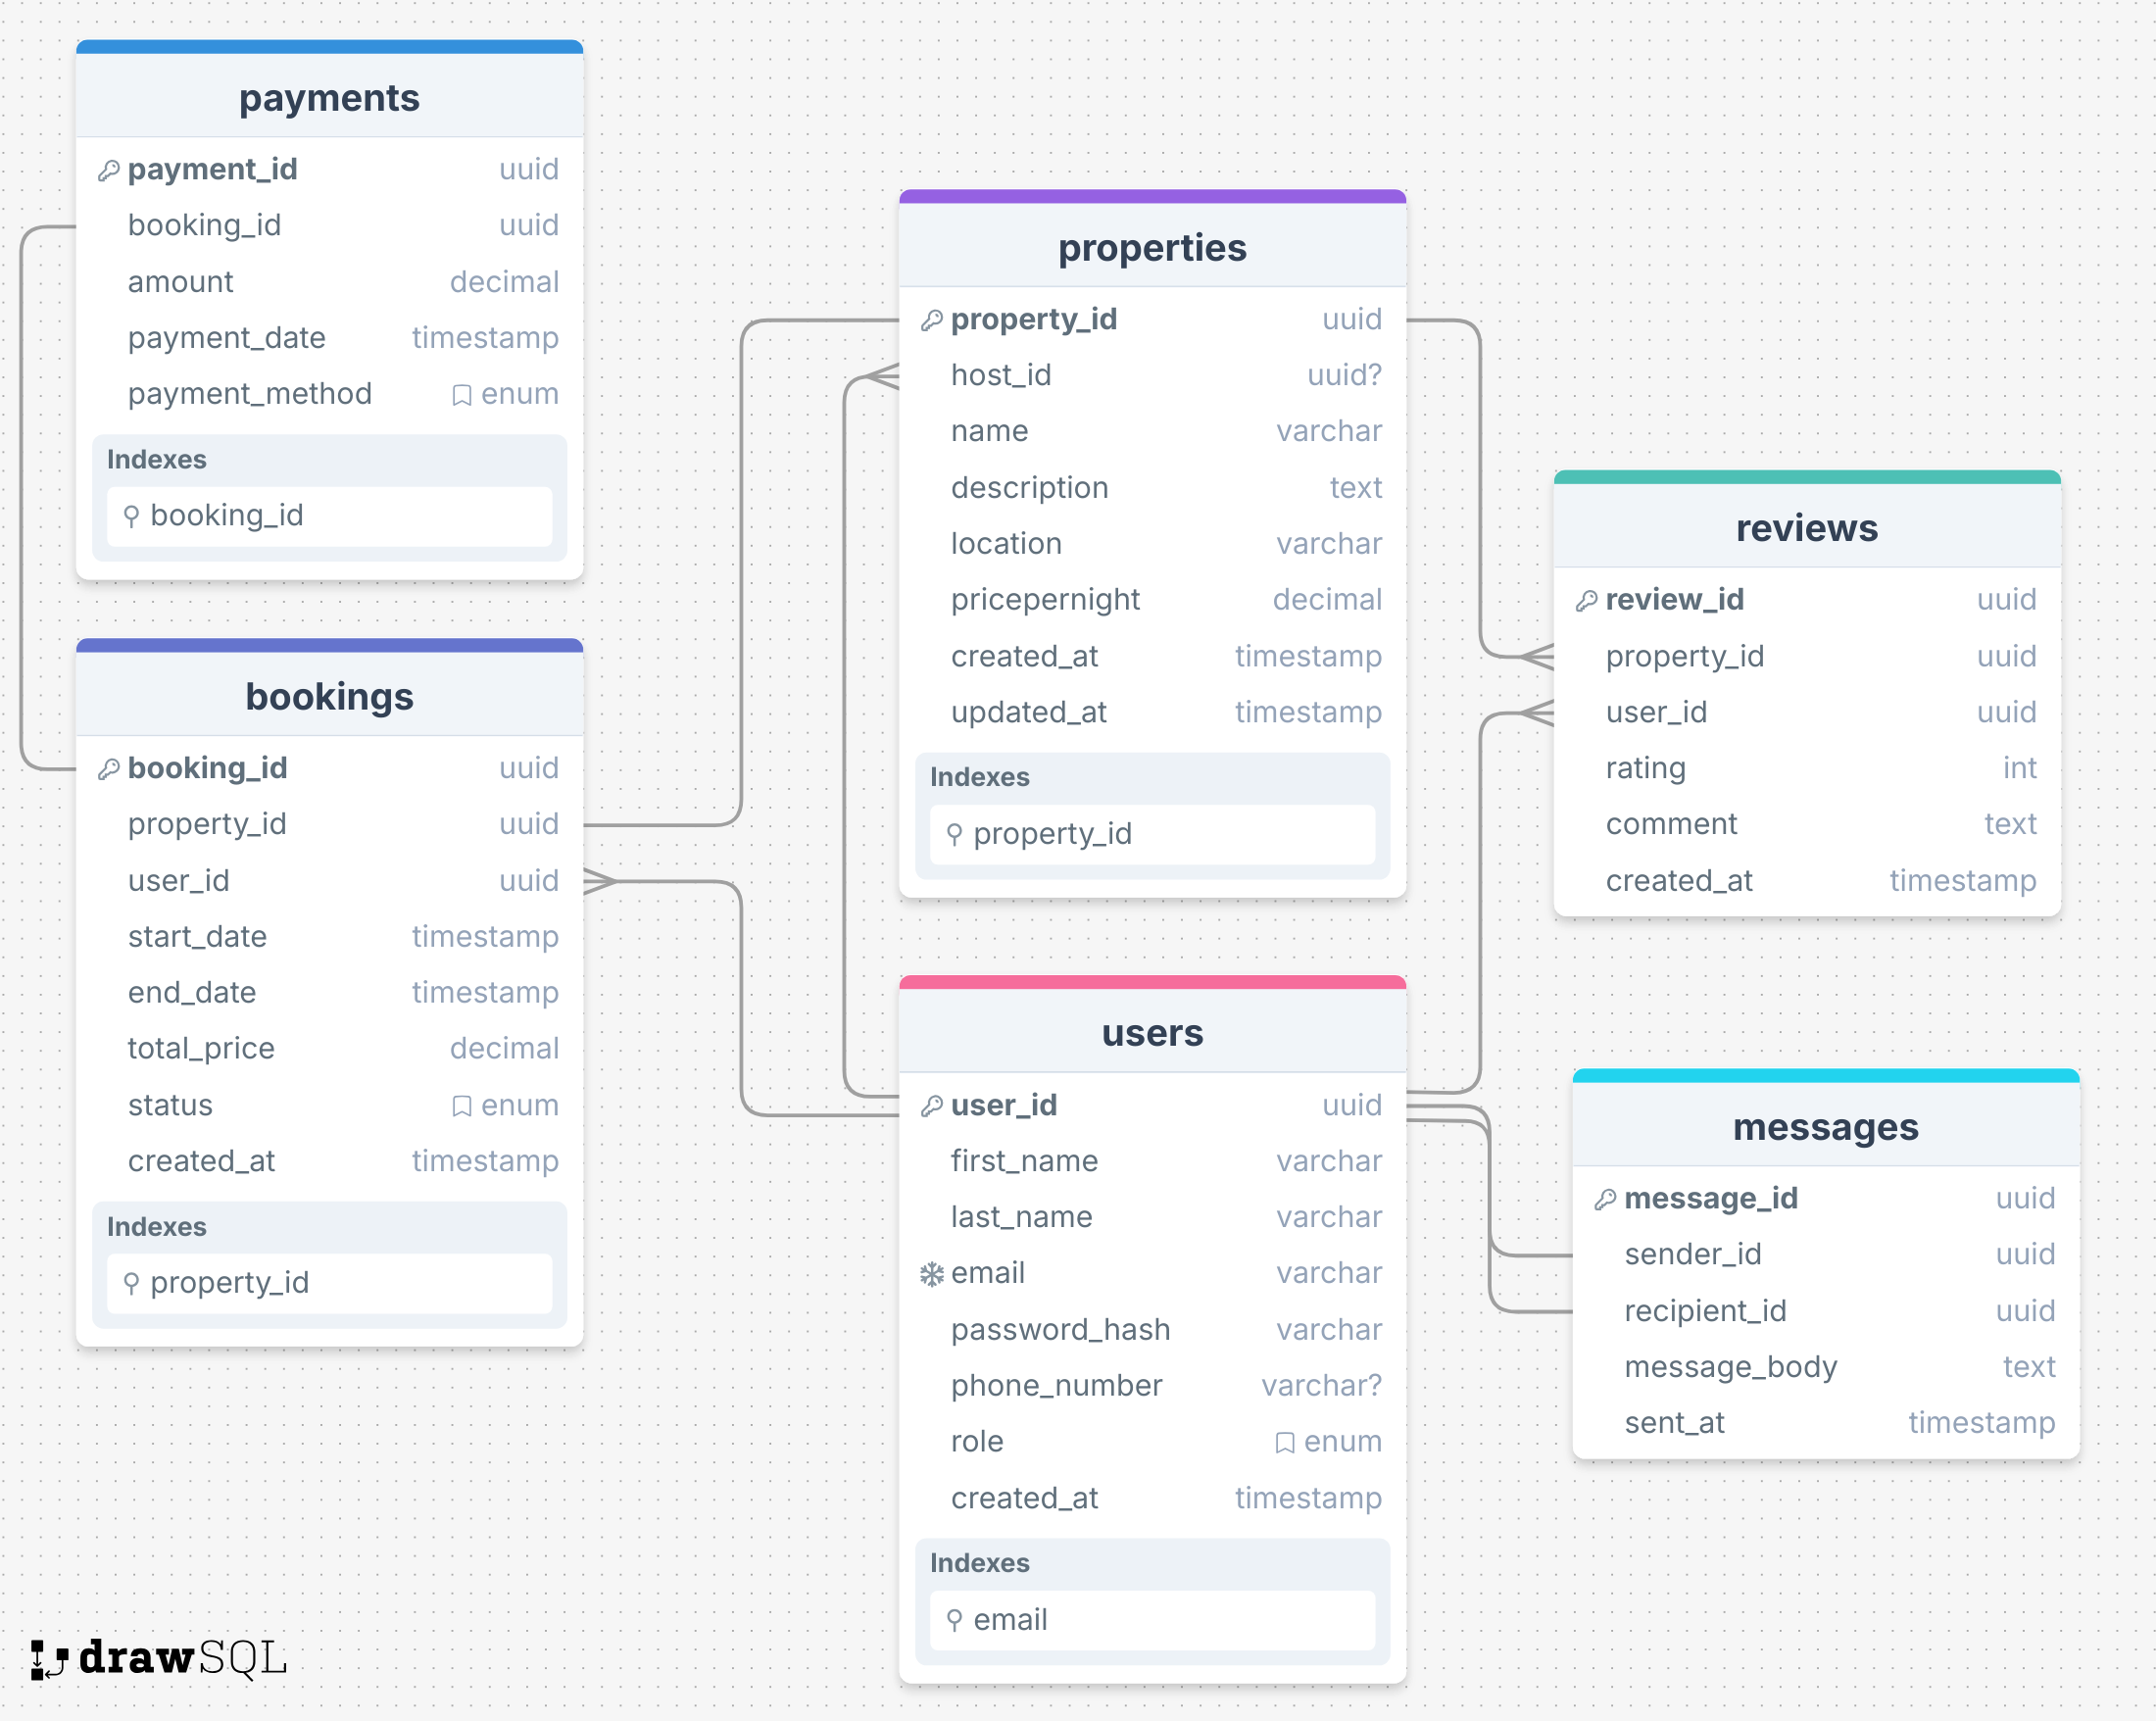 payments
payment_id uuid
booking_id uuid
amount decimal
payment_date timestamp
payment_method enum
Indexes
booking_id
bookings
booking_id uuid
property_id uuid
user_id uuid
start_date timestamp
end_date timestamp
total_price decimal
status enum
created_at timestamp
Indexes
property_id
properties
property_id uuid
host_id uuid?
name varchar
description text
location varchar
pricepernight decimal
created_at timestamp
updated_at timestamp
Indexes
property_id
users
user_id uuid
first_name varchar
last_name varchar
email varchar
password_hash varchar
phone_number varchar?
role enum
created_at timestamp
Indexes
email
reviews
review_id uuid
property_id uuid
user_id uuid
rating int
comment text
created_at timestamp
messages
message_id uuid
sender_id uuid
recipient_id uuid
message_body text
sent_at timestamp
drawSQL